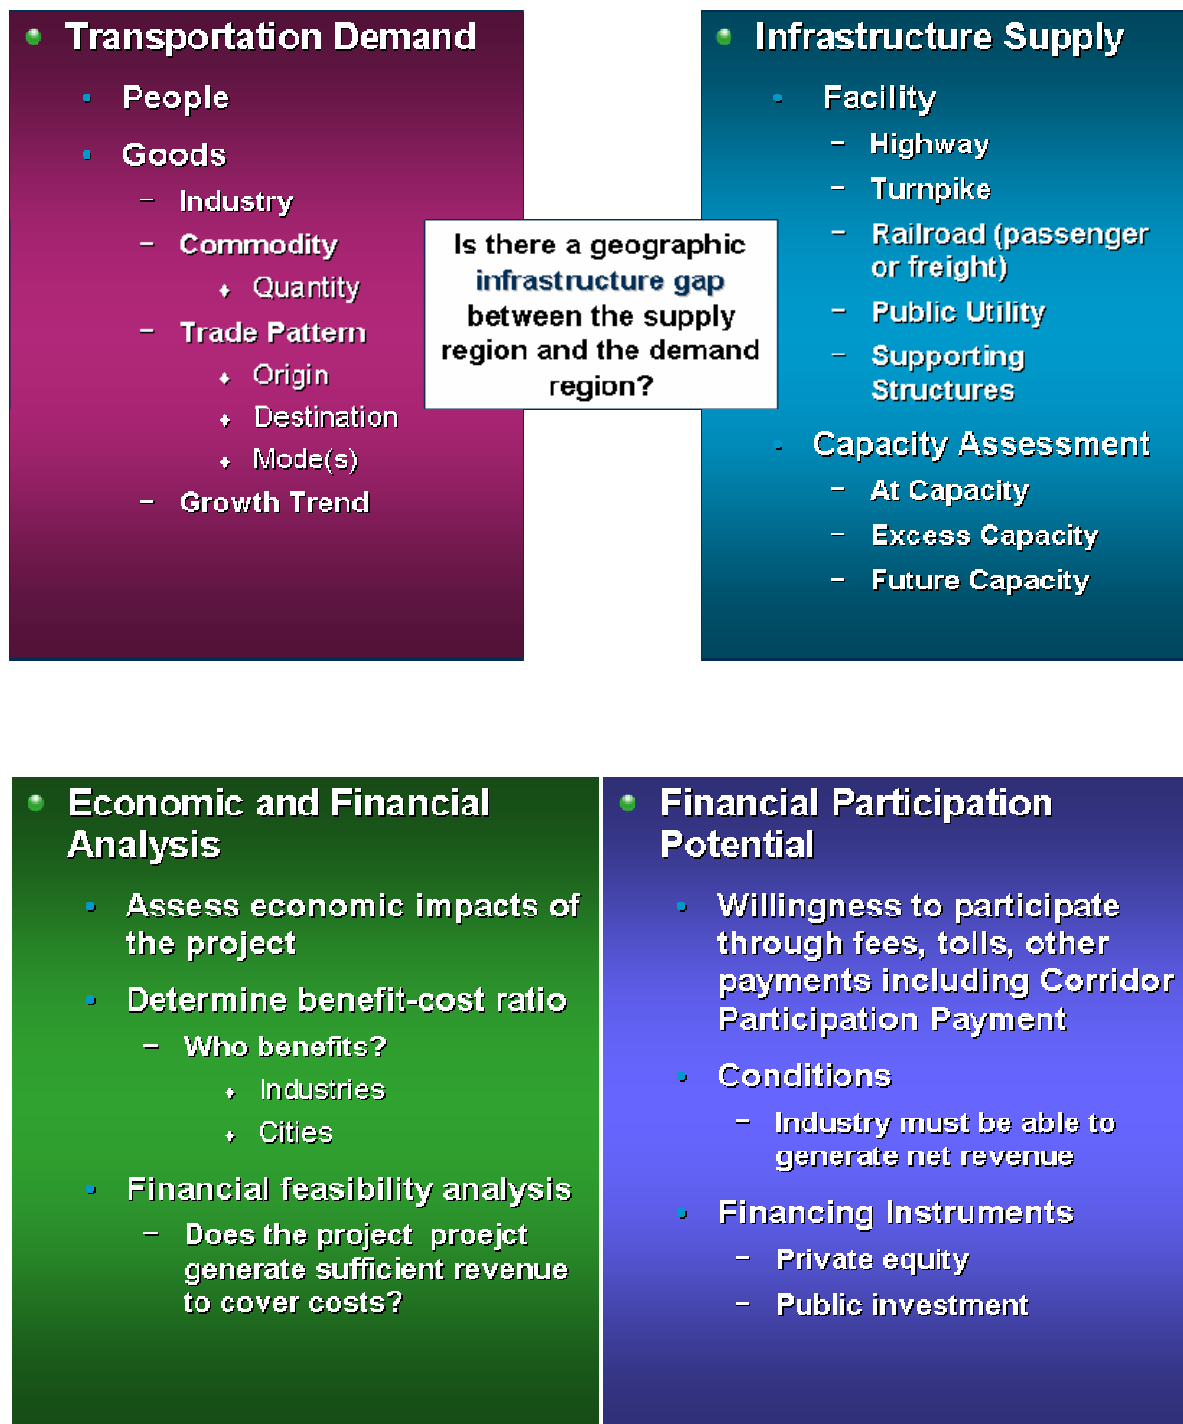 Transportation Demand
People
Goods
– Industry
– Commodity
Quantity
– Trade Pattern
Origin
Destination
Mode(s)
– Growth Trend
Is there a geographic
infrastructure gap
between the supply
region and the demand
region?
Infrastructure Supply
Facility
– Highway
– Turnpike
– Railroad (passenger
or freight)
– Public Utility
– Supporting
Structures
Capacity Assessment
– At Capacity
– Excess Capacity
– Future Capacity
Economic and Financial
Analysis
Assess economic impacts of
the project
Determine benefit-cost ratio
– Who benefits?
Industries
Cities
Financial feasibility analysis
– Does the project proejct
generate sufficient revenue
to cover costs?
Financial Participation
Potential
Willingness to participate
through fees, tolls, other
payments including Corridor
Participation Payment
Conditions
– Industry must be able to
generate net revenue
Financing Instruments
– Private equity
– Public investment